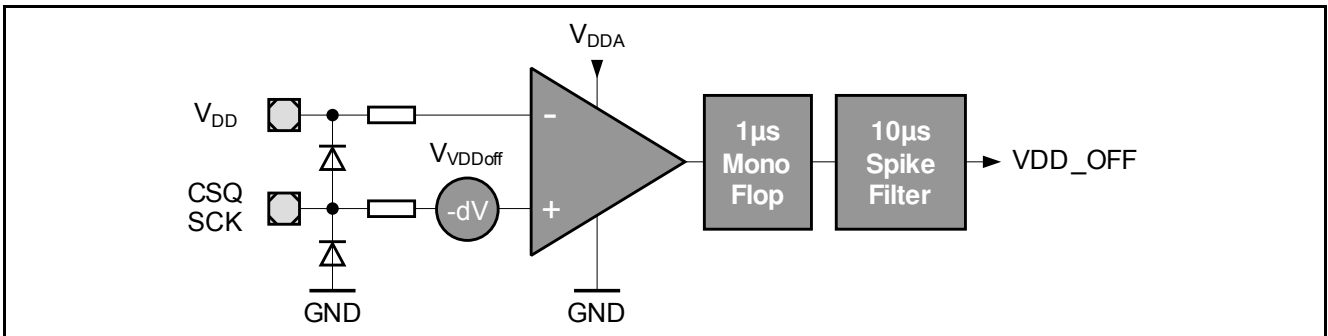 VDDA
VDD
-
VVDDoff
CSQ
SCK
-dV
+
1µs
Mono
Flop
10µs
Spike
Filter
VDD_OFF
GND
GND